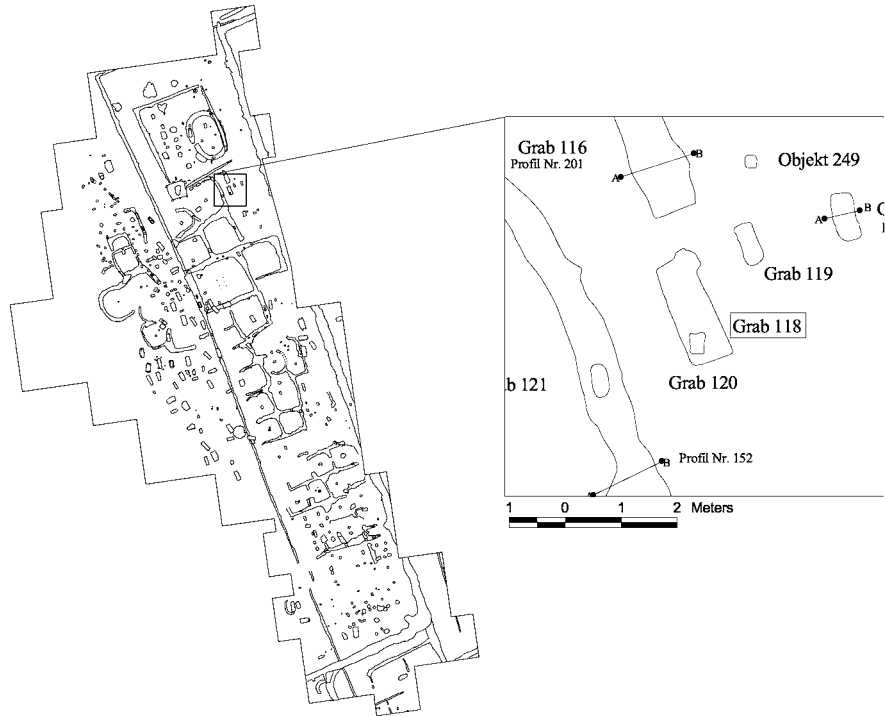 Grab 116
Profil Nr. 201
A
B
Objekt 249
A
B
Grab 119
Grab 118
Grab 120
b 121
Profil Nr. 152
A
B
1 0 1 2 Meters